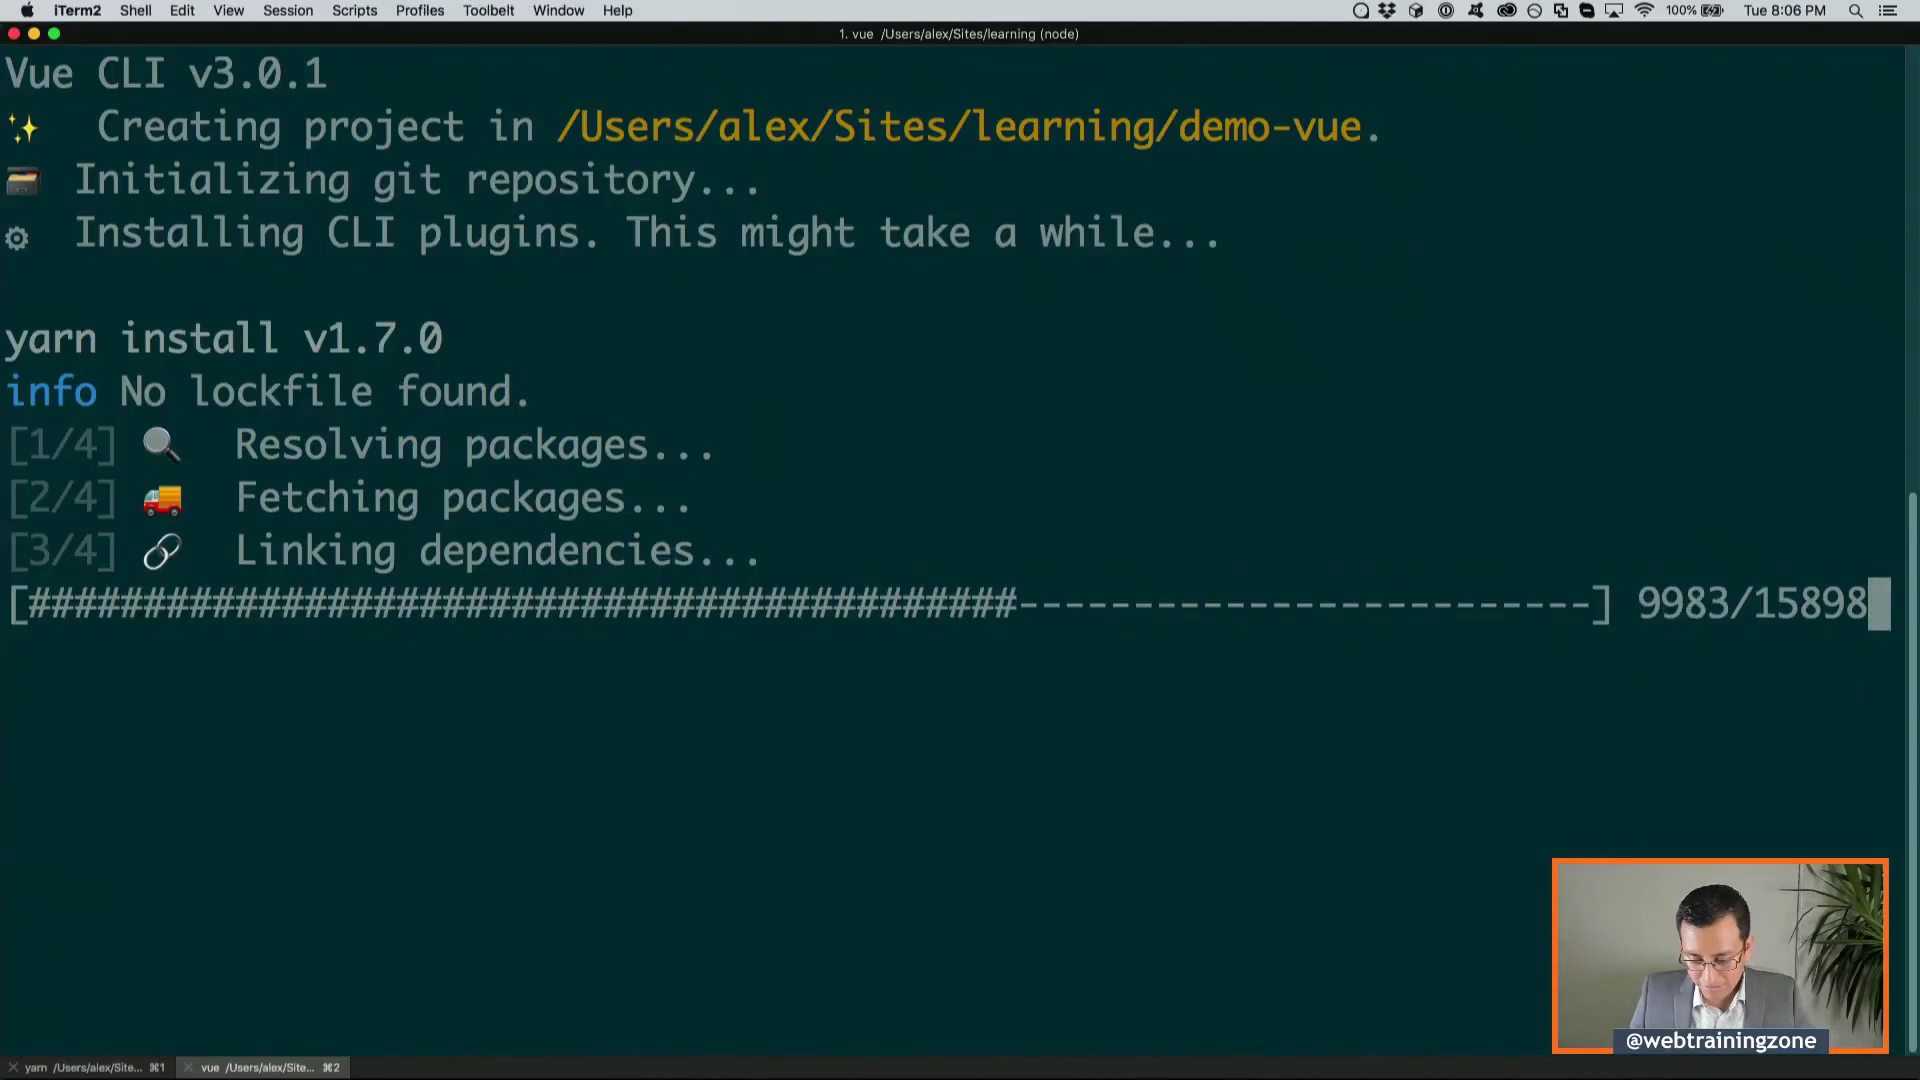 iTerm2 Shell Edit View Session Scripts Profiles Toolbelt Window Help 100% Tue 8:06 PM
1. vue /Users/alex/Sites/learning (node)
Vue CLI v3.0.1
✨ Creating project in /Users/alex/Sites/learning/demo-vue.
🗃 Initializing git repository...
⚙ Installing CLI plugins. This might take a while...
yarn install v1.7.0
info No lockfile found.
[1/4] 🔍 Resolving packages...
[2/4] 🚚 Fetching packages...
[3/4] 🔗 Linking dependencies...
[###########################################-------------------------] 9983/15898
@webtrainingzone
yarn /Users/alex/Site... ⌘1 vue /Users/alex/Site... ⌘2